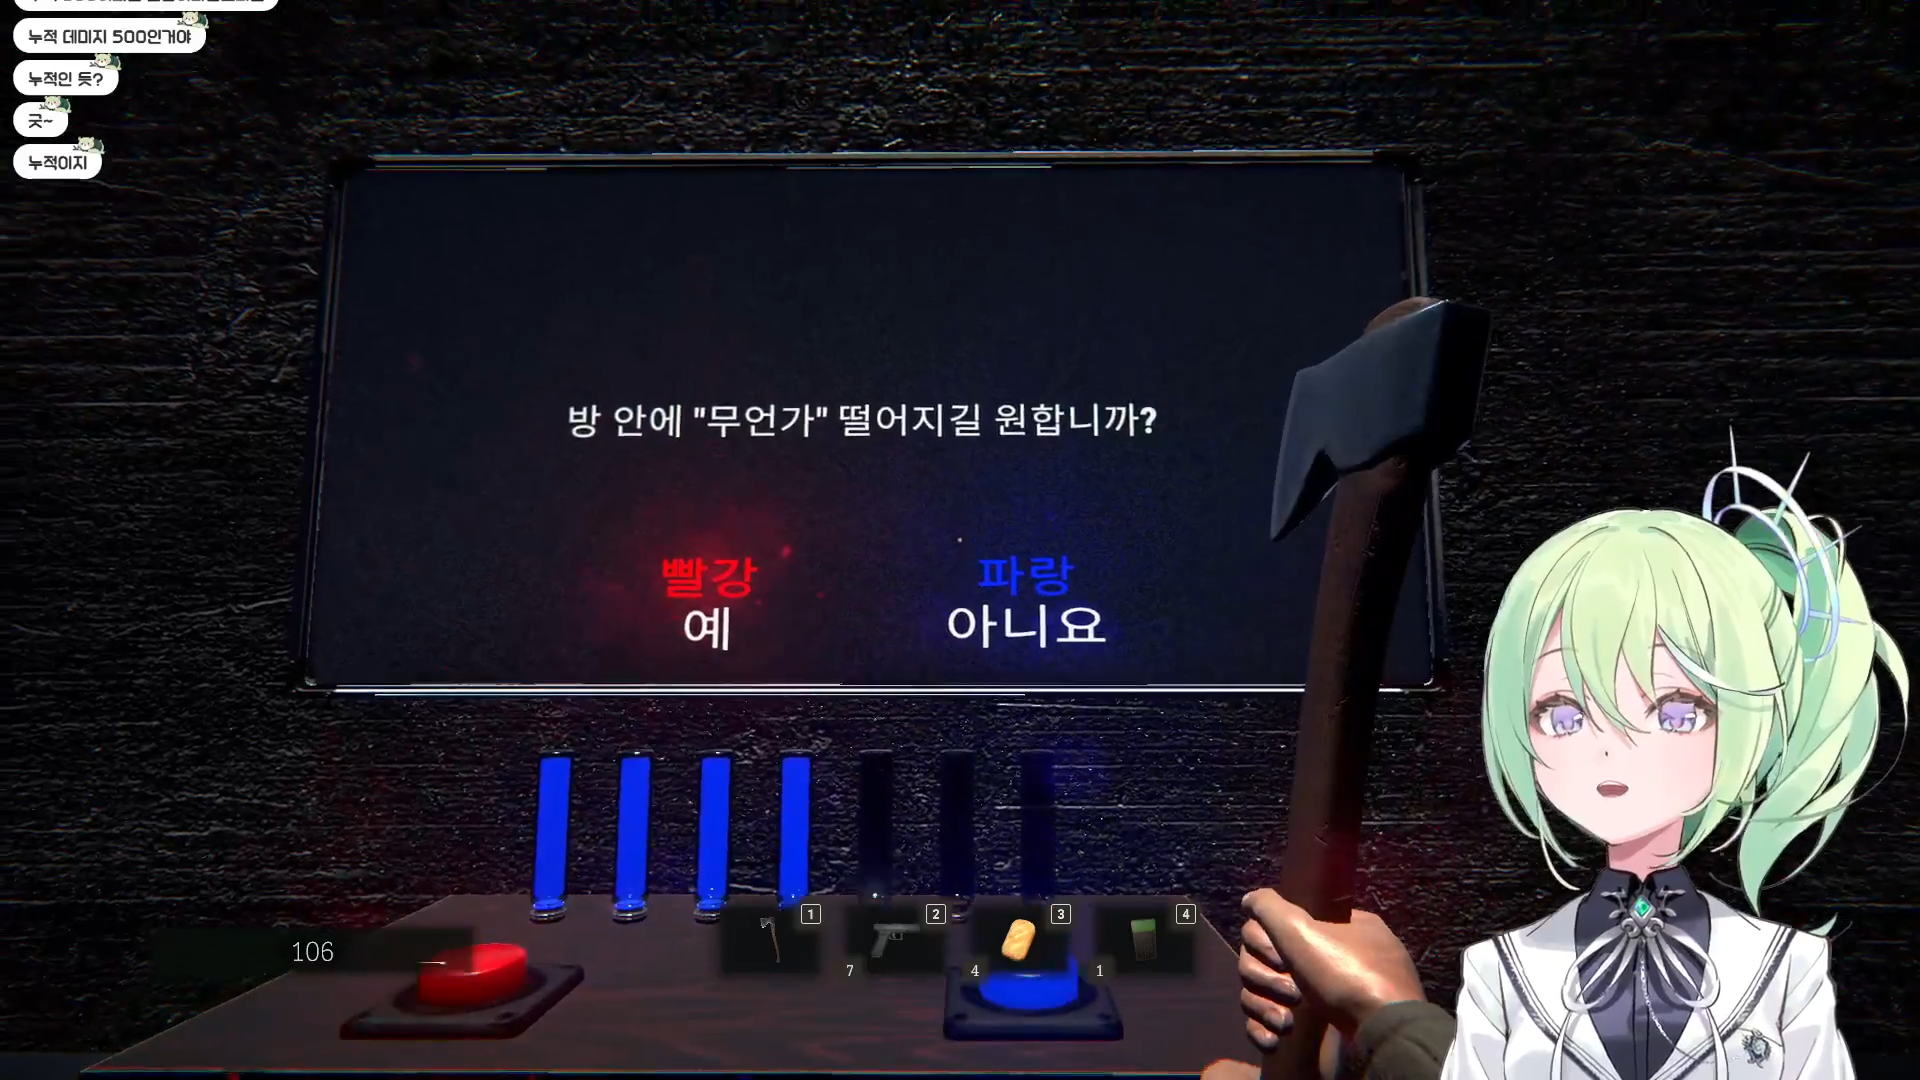 누적 데미지 500인거야
누적인 듯?
굿~
누적이지
방 안에 "무언가" 떨어지길 원합니까?
빨강
파랑
예
아니요
1
2
3
4
106
7
4
1